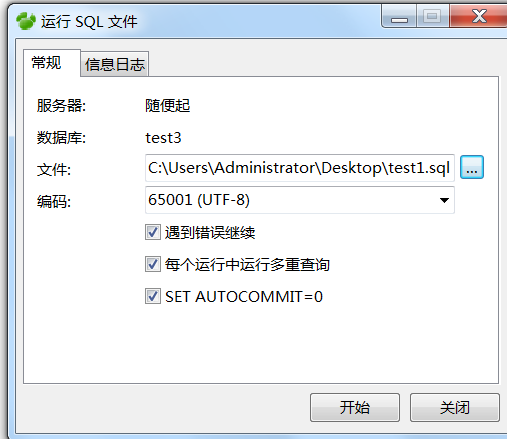 运行 SQL 文件
常规
信息日志
服务器: 随便起
数据库: test3
文件: C:\Users\Administrator\Desktop\test1.sql ...
编码: 65001 (UTF-8)
遇到错误继续
每个运行中运行多重查询
SET AUTOCOMMIT=0
开始
关闭